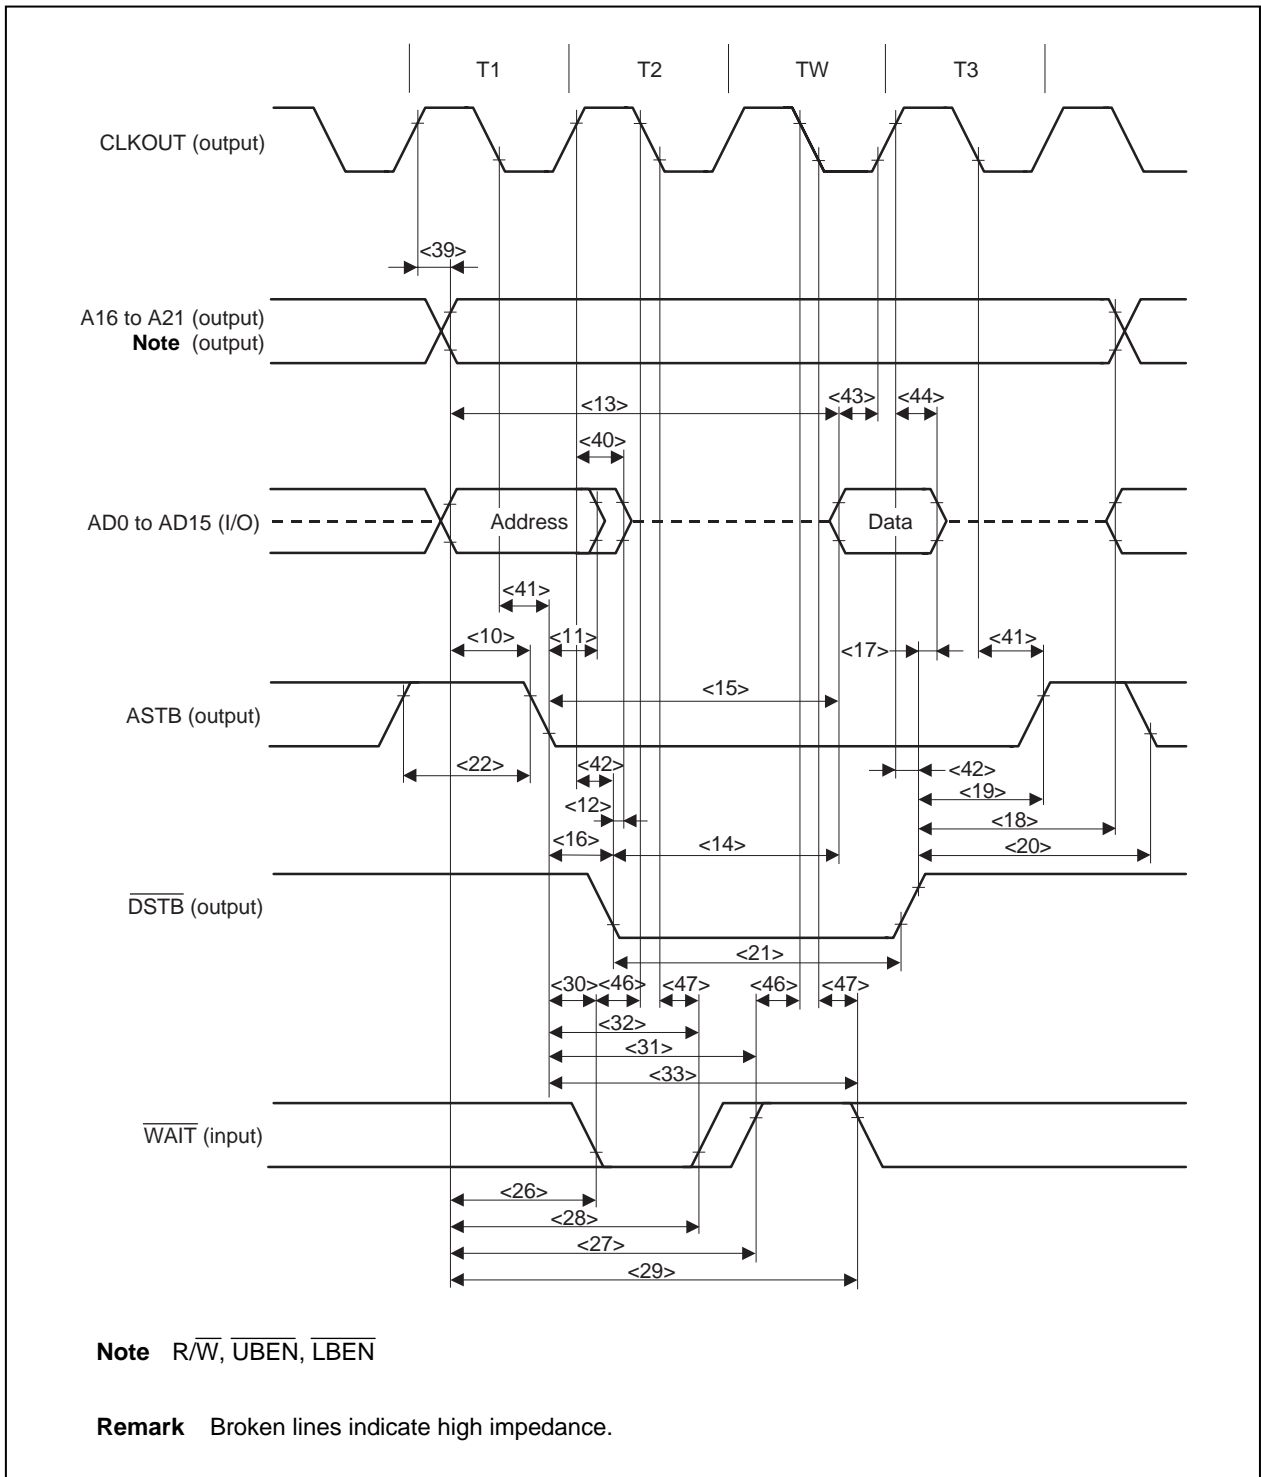 T1 T2 TW T3
CLKOUT (output)
<39>
A16 to A21 (output)
Note (output)
<13> <43> <44>
<40>
AD0 to AD15 (I/O) Address Data
<41>
<10> <11> <17> <41>
<15>
ASTB (output)
<22> <42> <42>
<19>
<12> <18>
<16> <14> <20>
DSTB (output)
<21>
<30> <46> <47> <46> <47>
<32>
<31>
<33>
WAIT (input)
<26>
<28>
<27>
<29>
Note R/W, UBEN, LBEN
Remark Broken lines indicate high impedance.